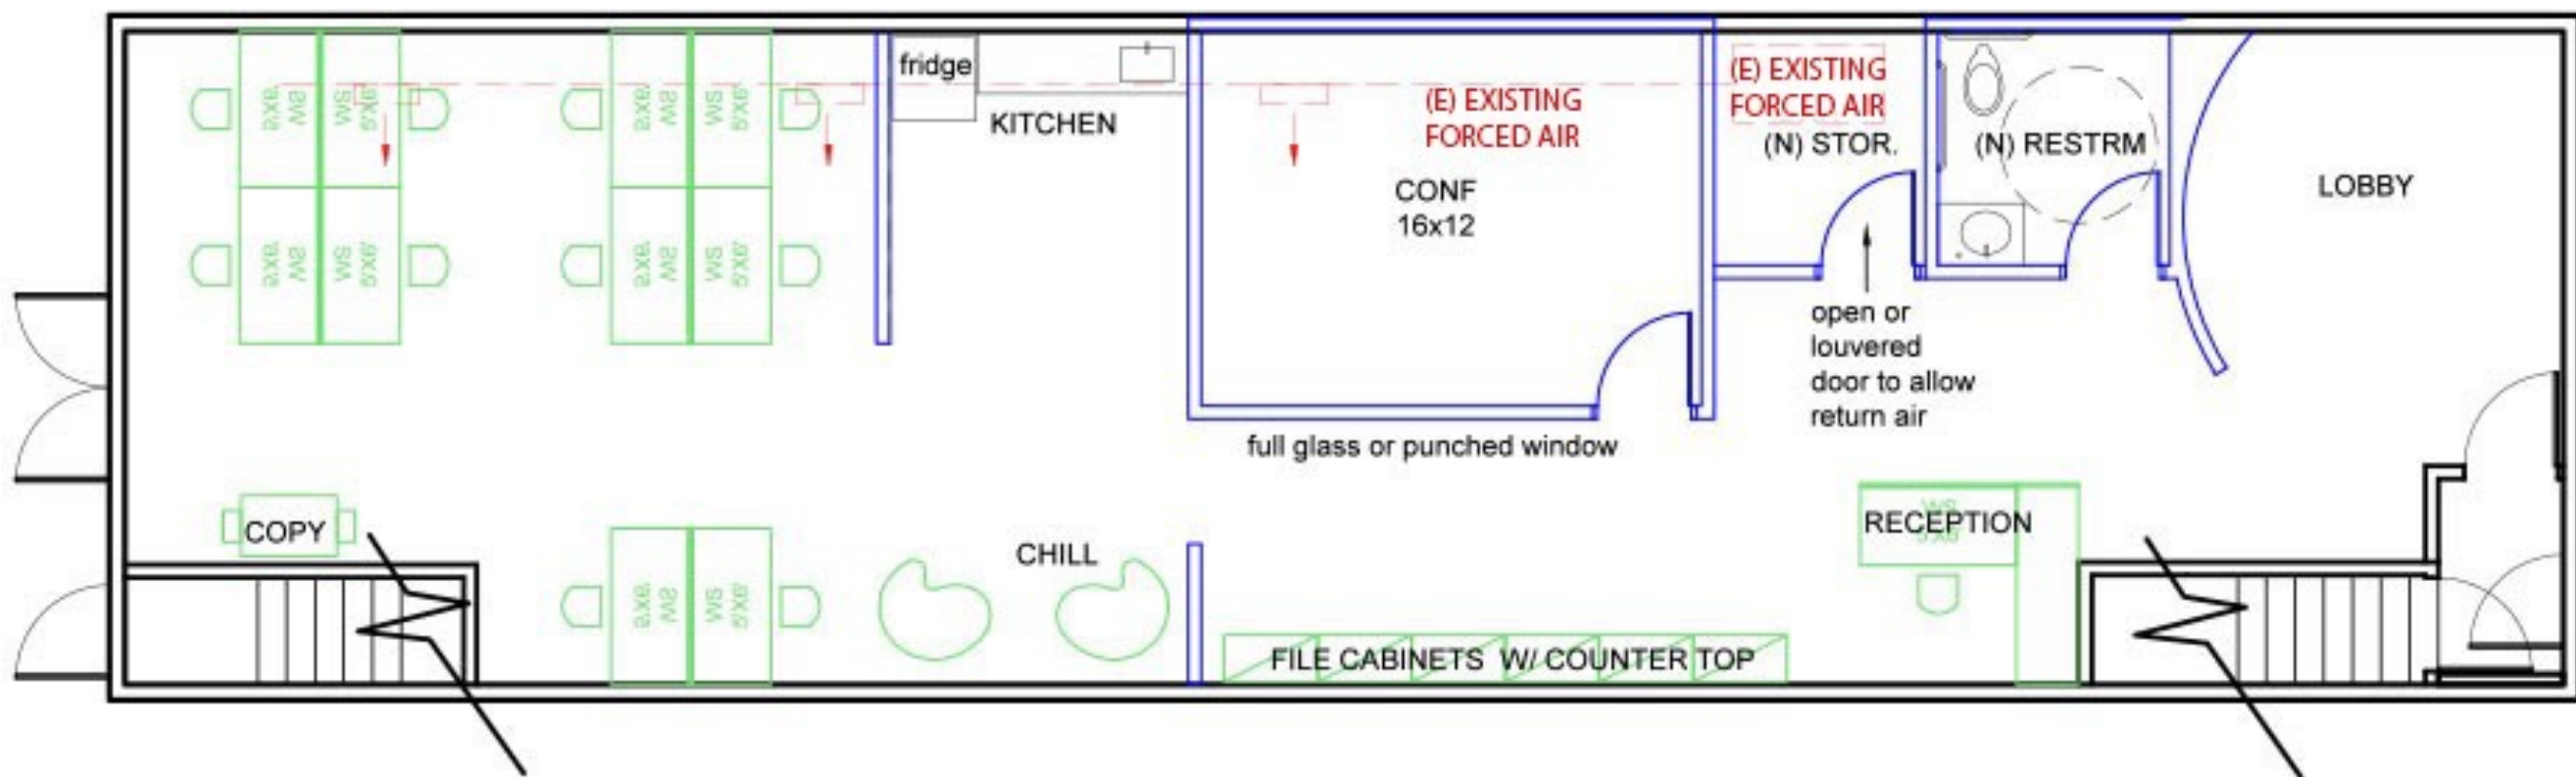 fridge
KITCHEN
(E) EXISTING
FORCED AIR
CONF
16x12
(E) EXISTING
FORCED AIR
(N) STOR.
(N) RESTRM
LOBBY
open or
louvered
door to allow
return air
full glass or punched window
COPY
CHILL
RECEPTION
FILE CABINETS W/ COUNTER TOP